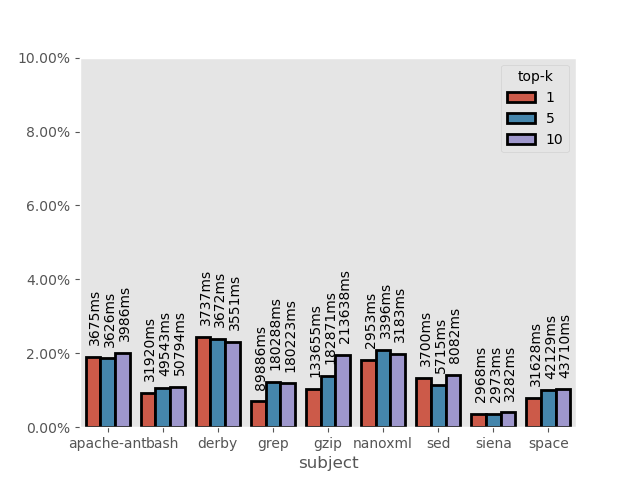 10.00%
8.00%
6.00%
4.00%
2.00%
0.00%
top-k
1
5
10
3675ms
3626ms
3986ms
31920ms
49543ms
50794ms
3737ms
3672ms
3551ms
89886ms
180288ms
180223ms
133655ms
182871ms
213638ms
2953ms
3396ms
3183ms
3700ms
5715ms
8082ms
2968ms
2973ms
3282ms
31628ms
42129ms
43710ms
apache-ant bash derby grep gzip nanoxml sed siena space
subject